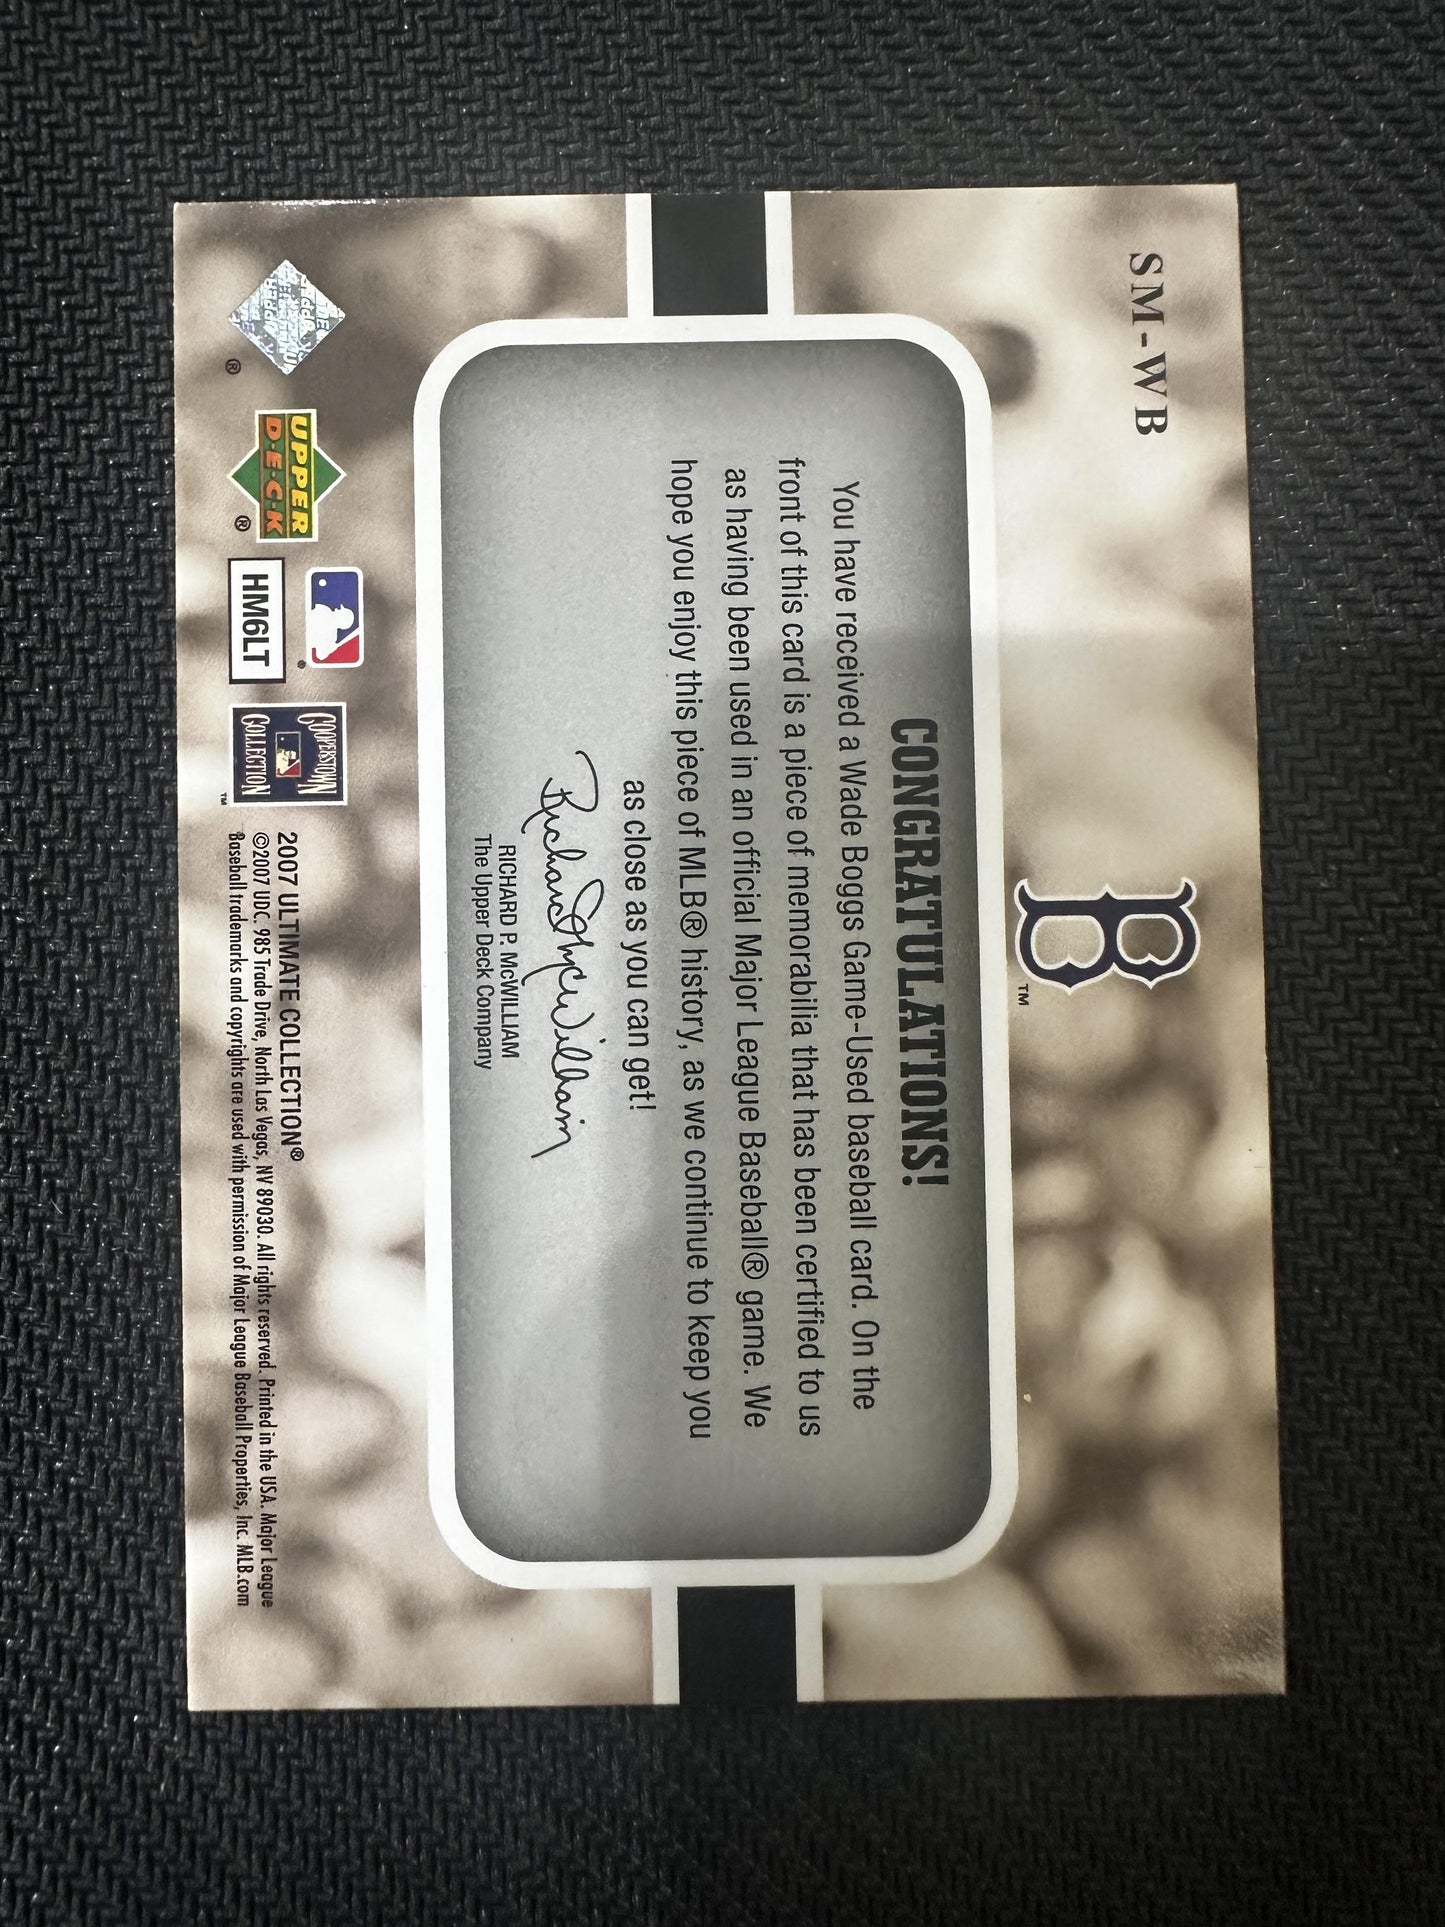 SM-WB
B
TM
CONGRATULATIONS!
You have received a Wade Boggs Game-Used baseball card. On the
front of this card is a piece of memorabilia that has been certified to us
as having been used in an official Major League Baseball® game. We
hope you enjoy this piece of MLB® history, as we continue to keep you
as close as you can get!
Richard P. McWilliam
RICHARD P. McWILLIAM
The Upper Deck Company
®
UPPER
D·E·C·K
®
®
HM6LT
COOPERSTOWN
COLLECTION
TM
2007 ULTIMATE COLLECTION®
©2007 UDC. 985 Trade Drive, North Las Vegas, NV 89030. All rights reserved. Printed in the USA. Major League
Baseball trademarks and copyrights are used with permission of Major League Baseball Properties, Inc. MLB.com